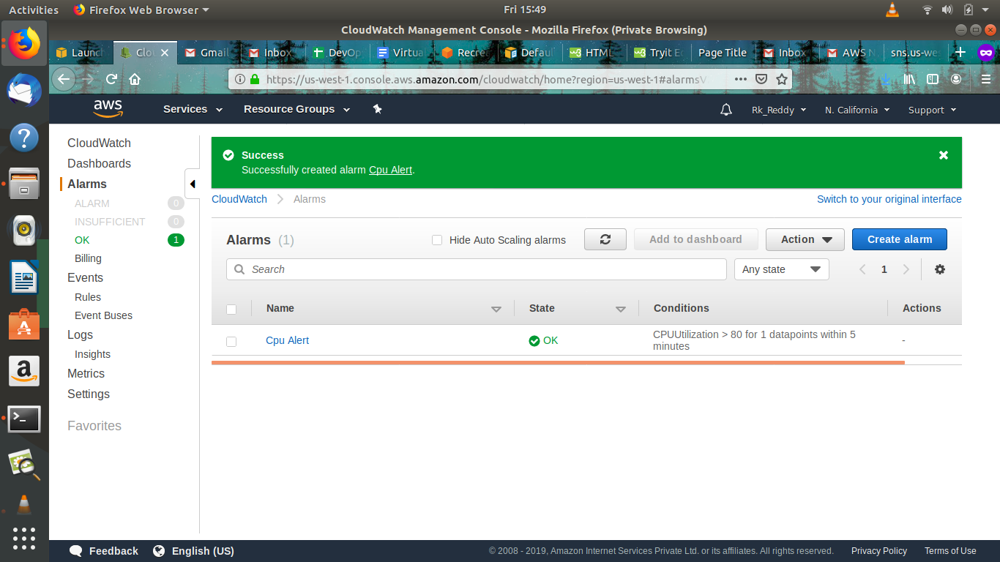 Activities
Firefox Web Browser
Fri 15:49
CloudWatch Management Console - Mozilla Firefox (Private Browsing)
Launch
Clo
Gmail
Inbox
DevOp
Virtua
Recre
Defaul
HTML
Tryit E
Page Title
Inbox
AWS N
sns.us-we
https://us-west-1.console.aws.amazon.com/cloudwatch/home?region=us-west-1#alarmsV
aws
Services
Resource Groups
Rk_Reddy
N. California
Support
CloudWatch
Dashboards
Alarms
ALARM 0
INSUFFICIENT 0
OK 1
Billing
Events
Rules
Event Buses
Logs
Insights
Metrics
Settings
Favorites
Success
Successfully created alarm Cpu Alert.
CloudWatch
Alarms
Switch to your original interface
Alarms (1)
Hide Auto Scaling alarms
Add to dashboard
Action
Create alarm
Search
Any state
1
Name
State
Conditions
Actions
Cpu Alert
OK
CPUUtilization > 80 for 1 datapoints within 5
minutes
-
Feedback
English (US)
© 2008 - 2019, Amazon Internet Services Private Ltd. or its affiliates. All rights reserved.
Privacy Policy
Terms of Use